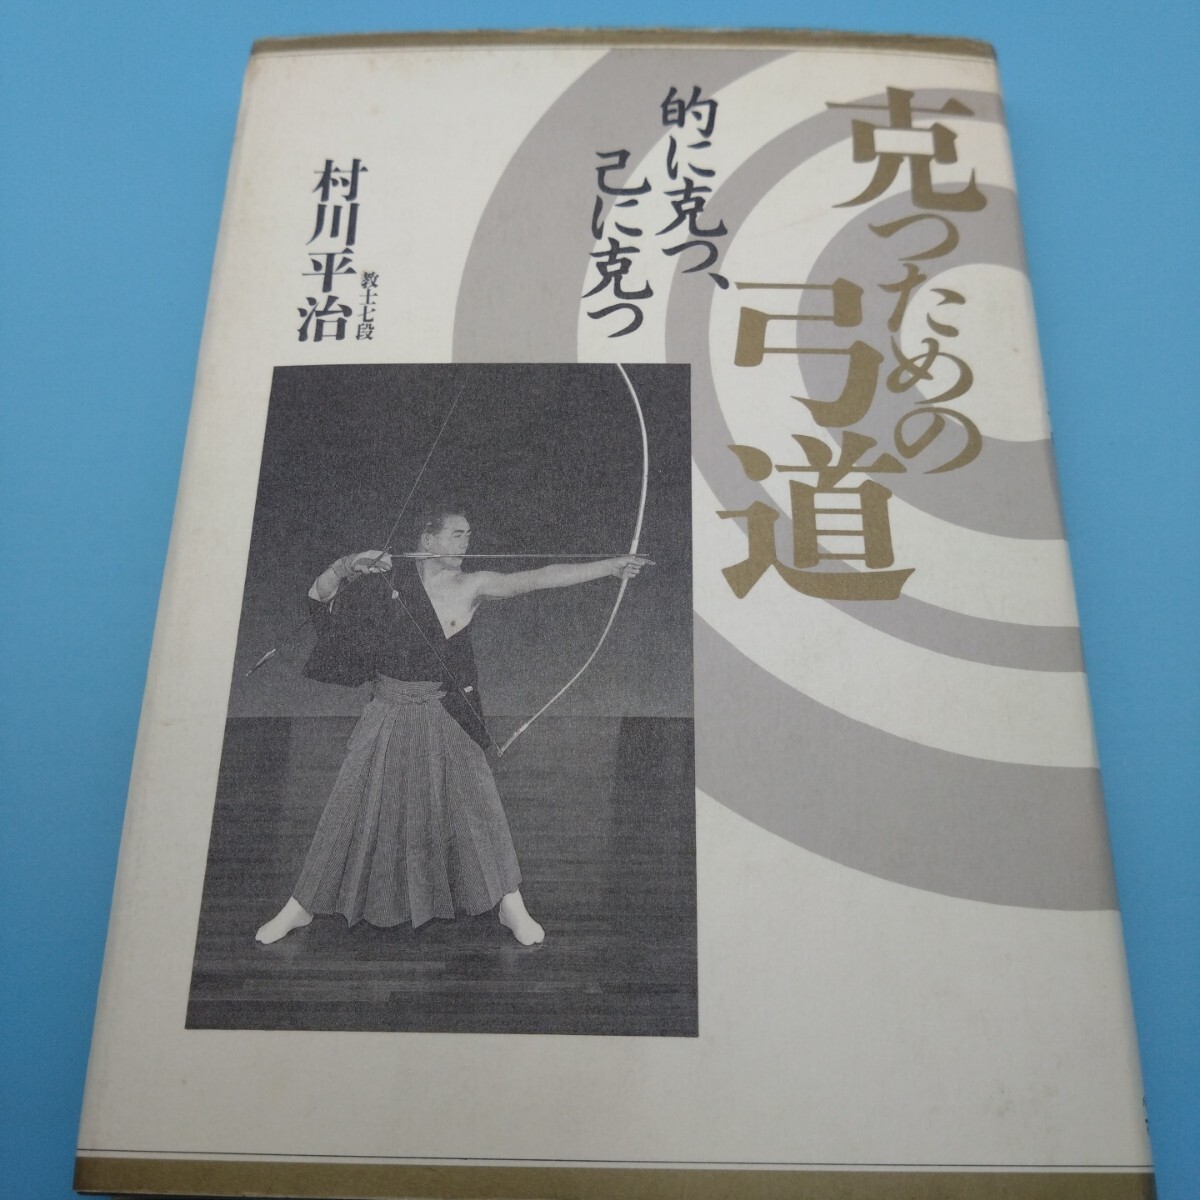 克つための
弓道
的に克つ、
己に克つ
教士七段
村川平治